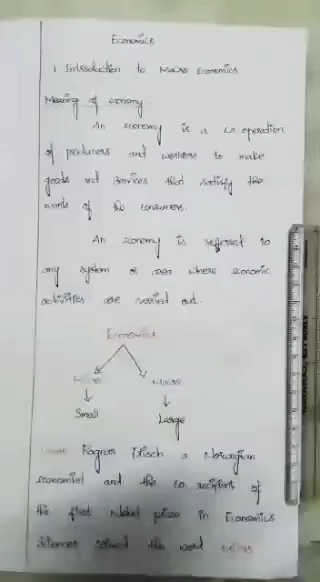 Economics
1. Introduction to Macro Economics
Meaning of economy
An economy is a co operation
of producers and workers to make
goods and services that satisfy the
wants of the consumers.
An economy is referred to
any system or area where economic
activities are carried out.
Economics
Micro Macro
↓ ↓
Small Large
Ragnar Frisch a Norwegian
economist and the co recipient of
the first Nobel prize in Economics
Sciences coined the word Micro